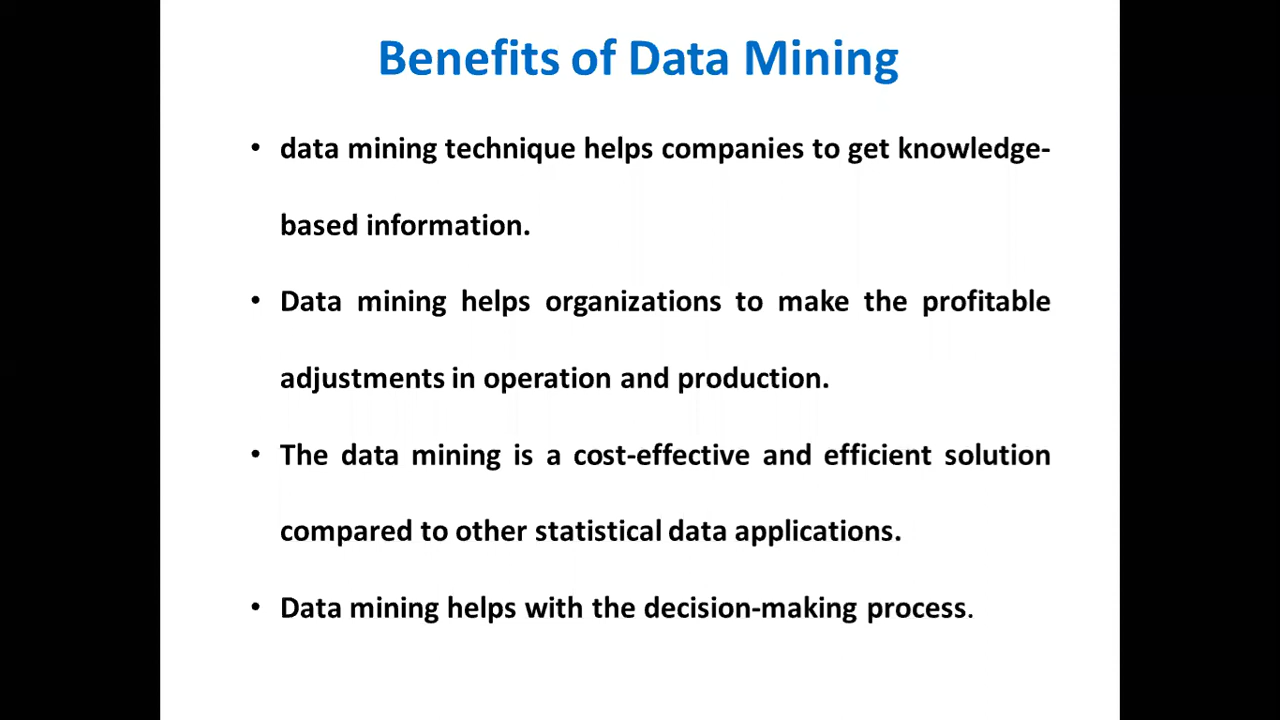 Benefits of Data Mining
• data mining technique helps companies to get knowledge-
based information.
• Data mining helps organizations to make the profitable
adjustments in operation and production.
• The data mining is a cost-effective and efficient solution
compared to other statistical data applications.
• Data mining helps with the decision-making process.